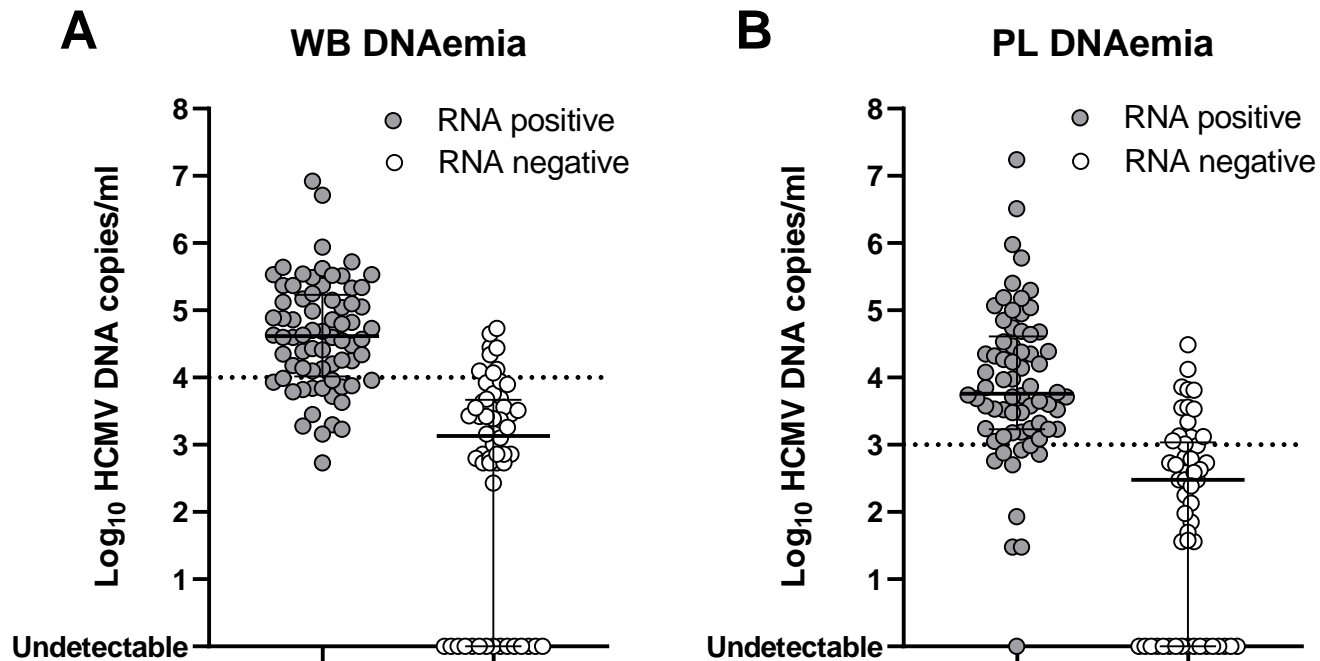 A
WB DNAemia
Log10 HCMV DNA copies/ml
8
7
6
5
4
3
2
1
Undetectable
RNA positive
RNA negative
B
PL DNAemia
Log10 HCMV DNA copies/ml
8
7
6
5
4
3
2
1
Undetectable
RNA positive
RNA negative